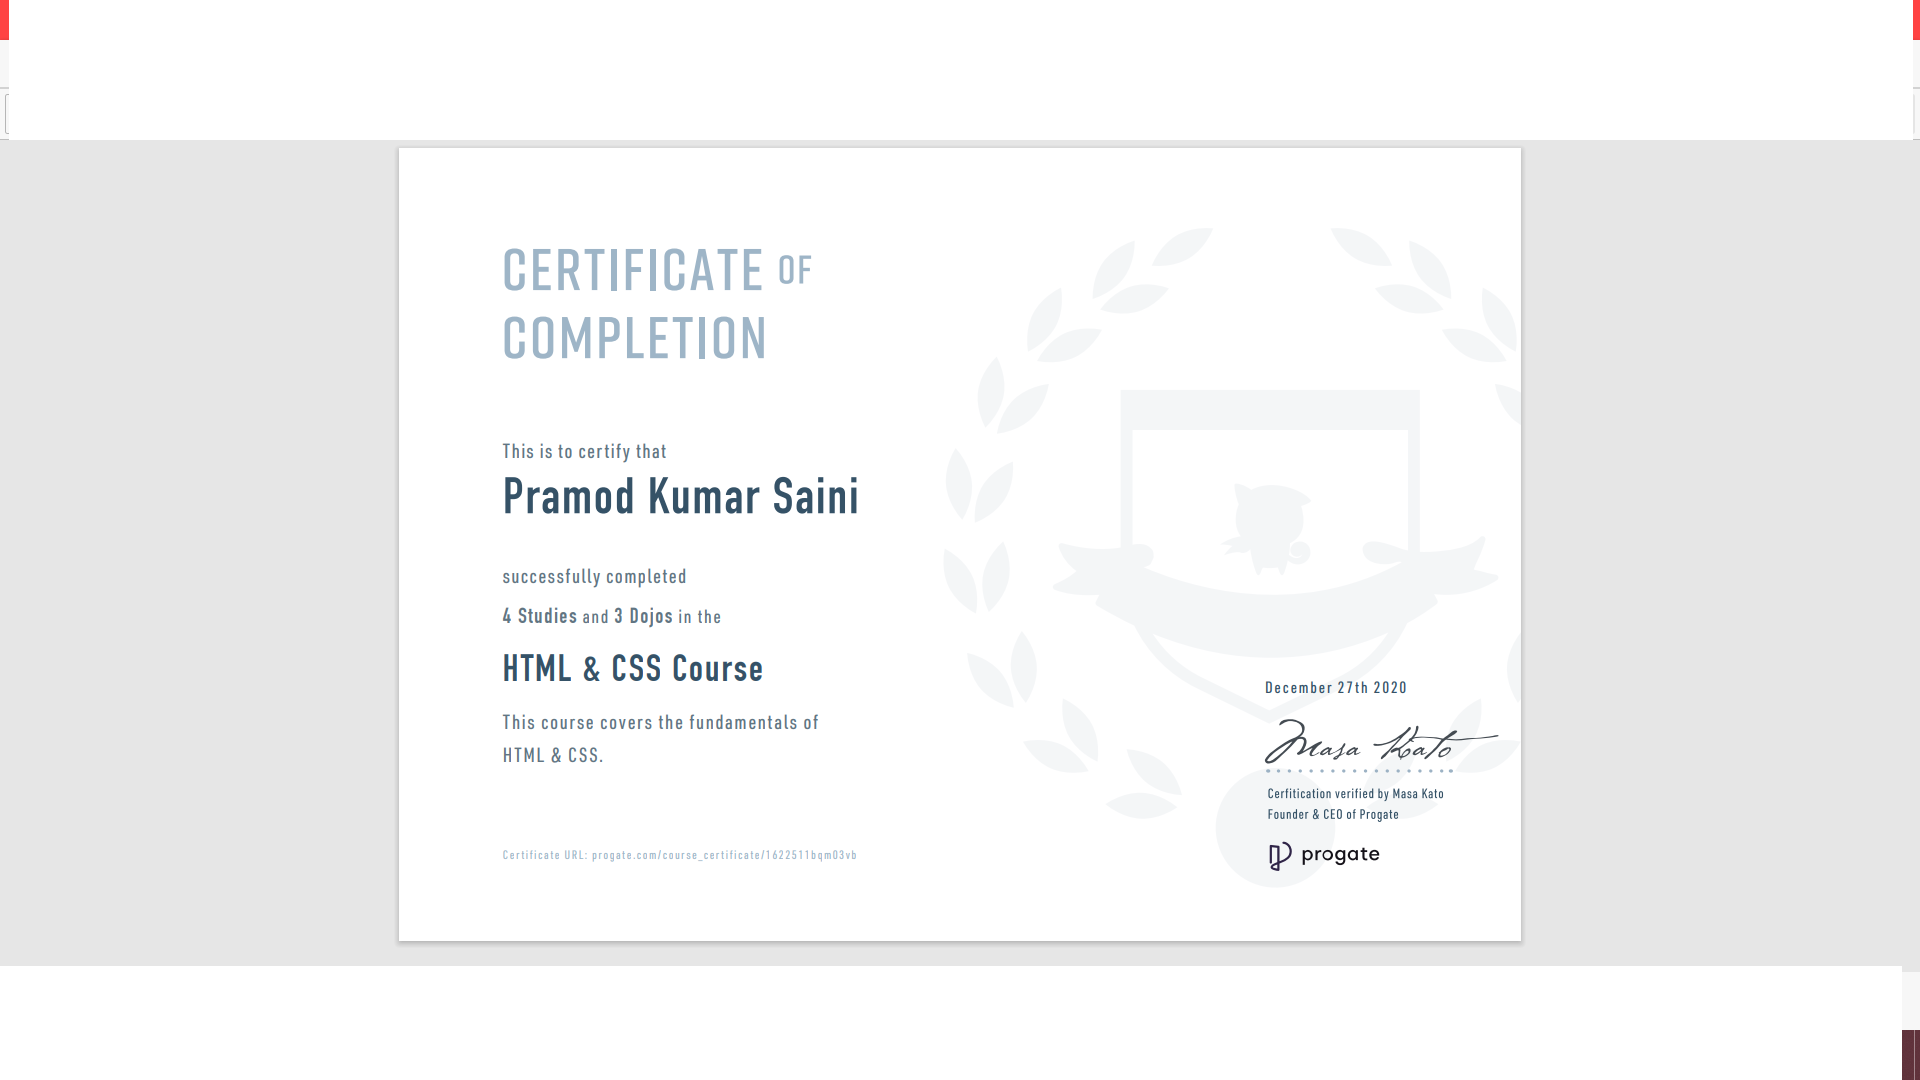 CERTIFICATE OF
COMPLETION
This is to certify that
Pramod Kumar Saini
successfully completed
4 Studies and 3 Dojos in the
HTML & CSS Course
This course covers the fundamentals of
HTML & CSS.
Certificate URL: progate.com/course_certificate/1622511bqm03vb
December 27th 2020
Masa Kato
Cerfitication verified by Masa Kato
Founder & CEO of Progate
progate